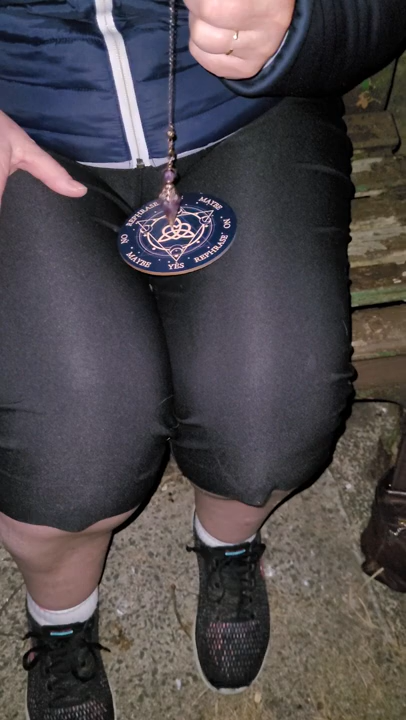 MAYBE
NO
REPHRASE
YES
MAYBE
NO
REPHRASE